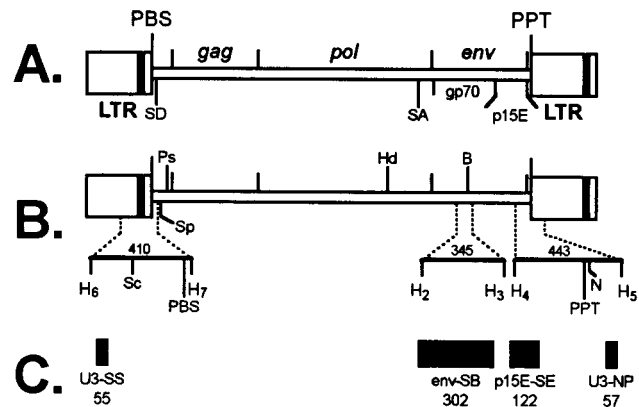 PBS PPT
A. gag pol env
LTR SD SA gp70 p15E LTR
Ps Hd B
B. Sp
410 345 443
H6 Sc PBS H7 H2 H3 H4 PPT N H5
C.
U3-SS env-SB p15E-SE U3-NP
55 302 122 57